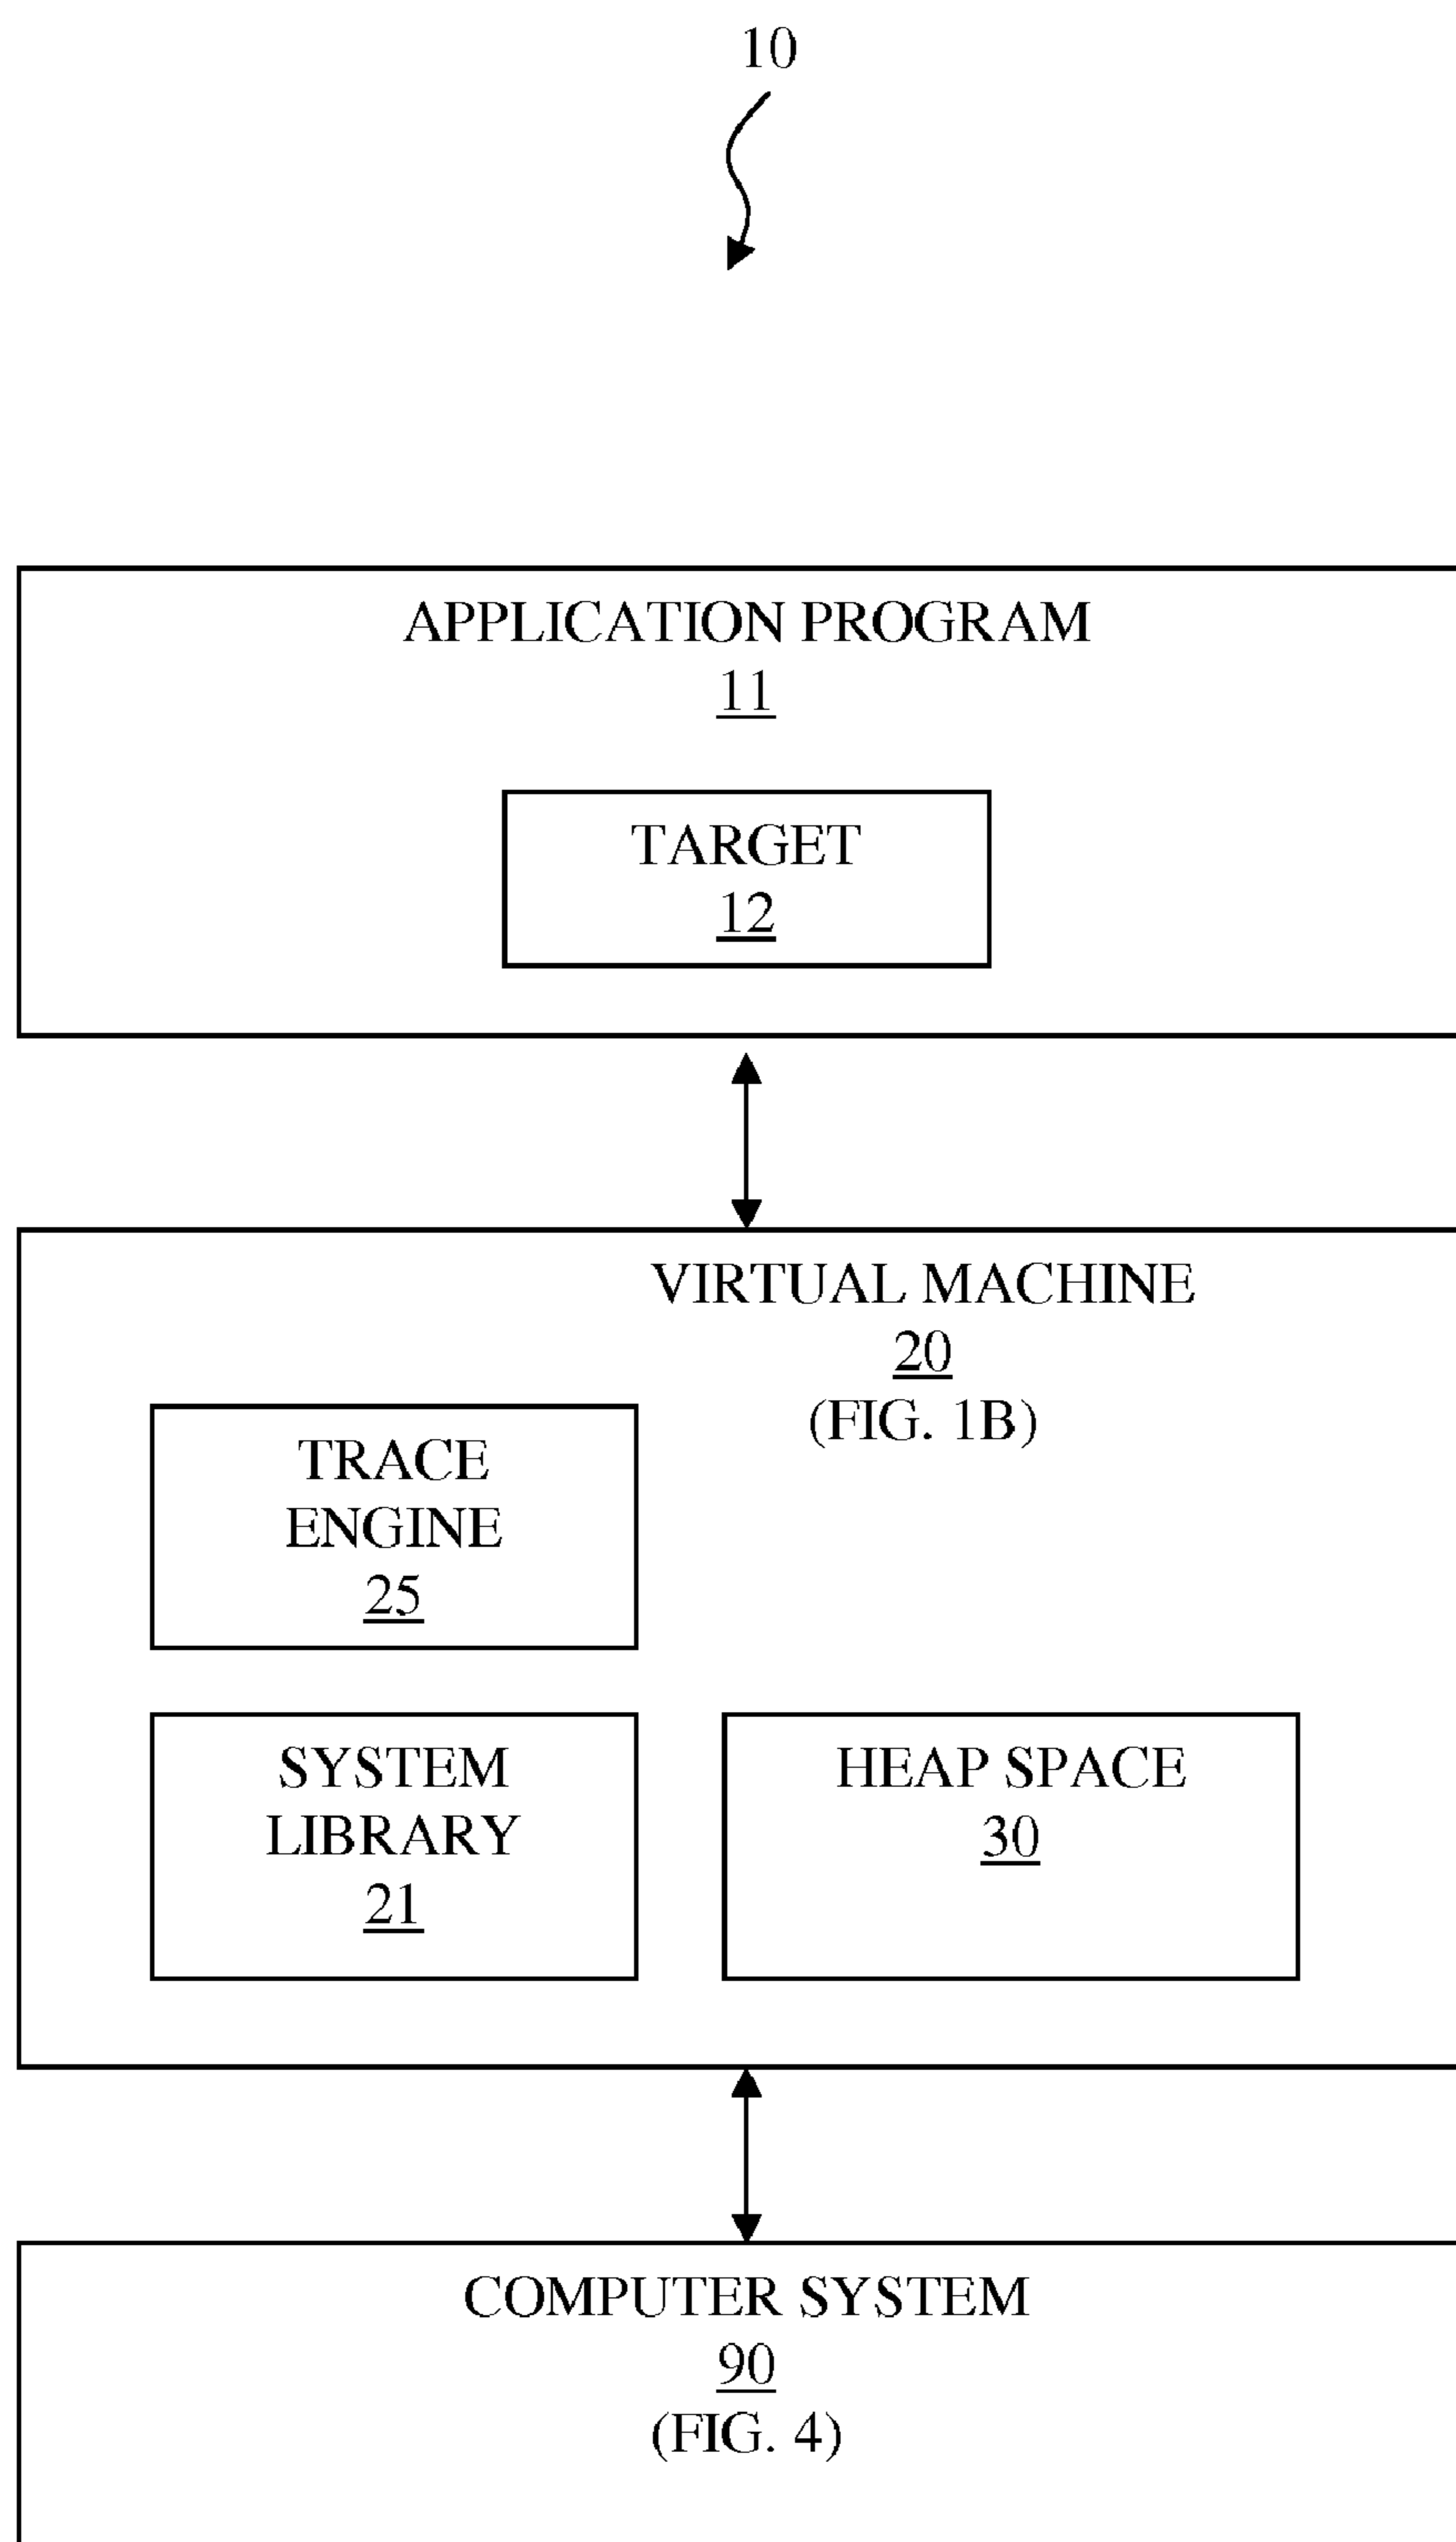 10
APPLICATION PROGRAM
11
TARGET
12
VIRTUAL MACHINE
20
(FIG. 1B)
TRACE
ENGINE
25
SYSTEM
LIBRARY
21
HEAP SPACE
30
COMPUTER SYSTEM
90
(FIG. 4)